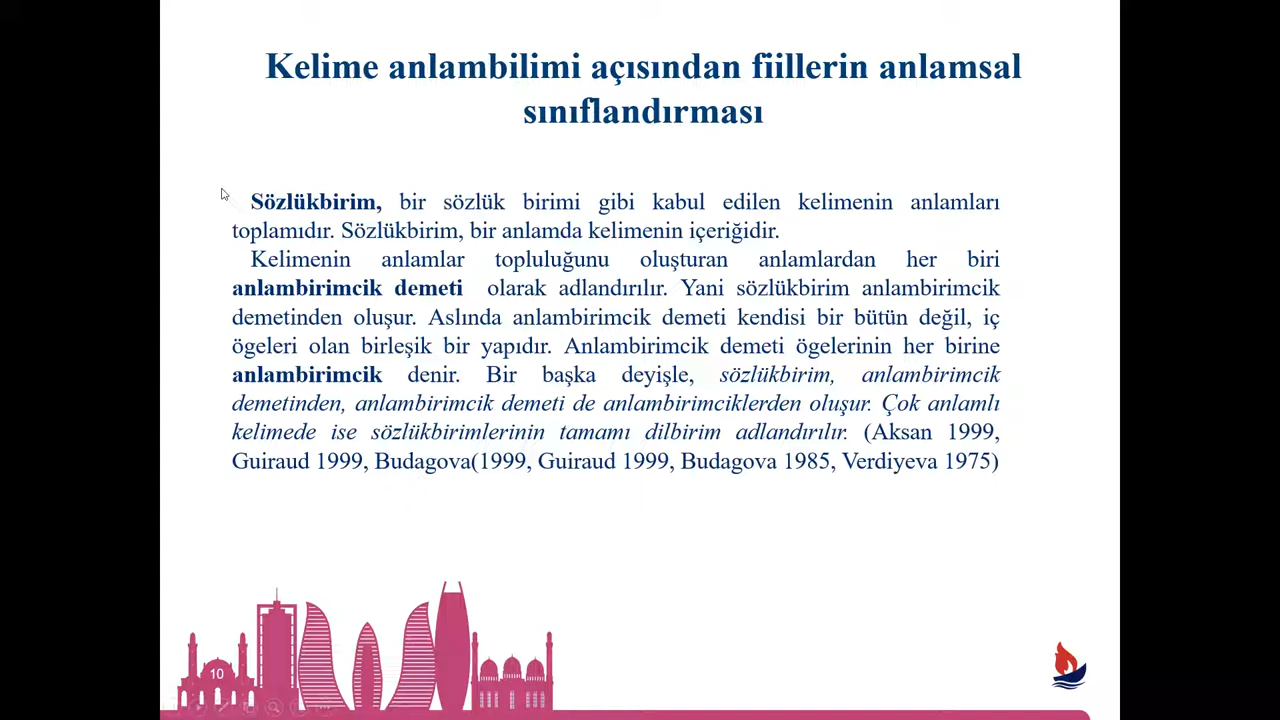 Kelime anlambilimi açısından fiillerin anlamsal
sınıflandırması
Sözlükbirim, bir sözlük birimi gibi kabul edilen kelimenin anlamları
toplamıdır. Sözlükbirim, bir anlamda kelimenin içeriğidir.
Kelimenin anlamlar topluluğunu oluşturan anlamlardan her biri
anlambirimcik demeti olarak adlandırılır. Yani sözlükbirim anlambirimcik
demetinden oluşur. Aslında anlambirimcik demeti kendisi bir bütün değil, iç
ögeleri olan birleşik bir yapıdır. Anlambirimcik demeti ögelerinin her birine
anlambirimcik denir. Bir başka deyişle, sözlükbirim, anlambirimcik
demetinden, anlambirimcik demeti de anlambirimciklerden oluşur. Çok anlamlı
kelimede ise sözlükbirimlerinin tamamı dilbirim adlandırılır. (Aksan 1999,
Guiraud 1999, Budagova(1999, Guiraud 1999, Budagova 1985, Verdiyeva 1975)
10